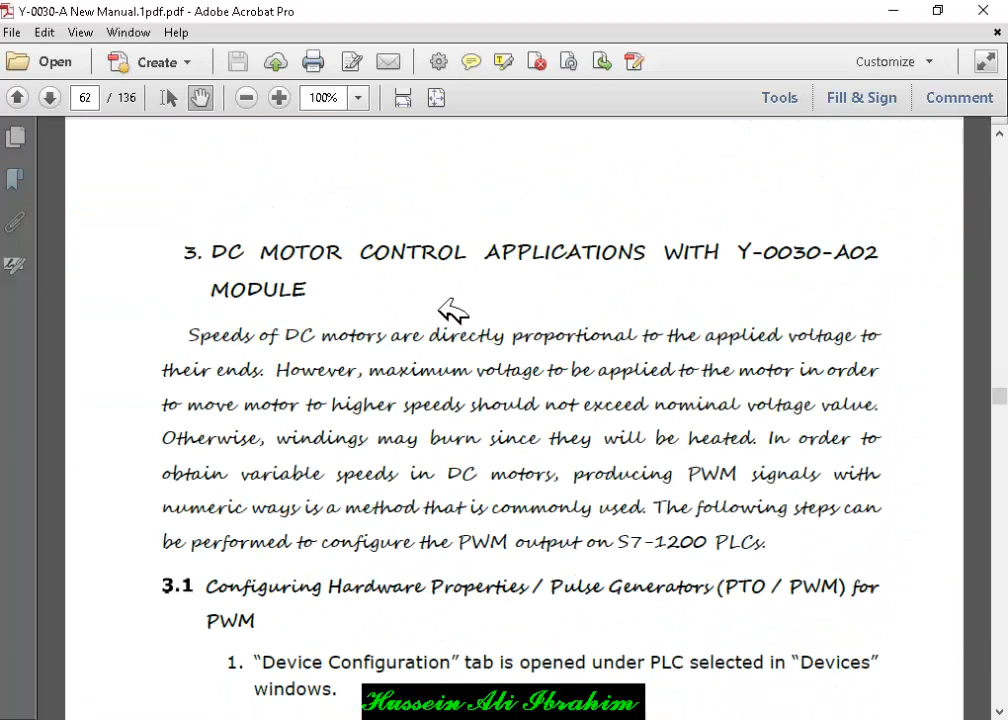 Y-0030-A New Manual.1pdf.pdf - Adobe Acrobat Pro
File Edit View Window Help
Open Create Customize
62 / 136 100% Tools Fill & Sign Comment
3. DC MOTOR CONTROL APPLICATIONS WITH Y-0030-A02
MODULE
Speeds of DC motors are directly proportional to the applied voltage to
their ends. However, maximum voltage to be applied to the motor in order
to move motor to higher speeds should not exceed nominal voltage value.
Otherwise, windings may burn since they will be heated. In order to
obtain variable speeds in DC motors, producing PWM signals with
numeric ways is a method that is commonly used. The following steps can
be performed to configure the PWM output on S7-1200 PLCs.
3.1 Configuring Hardware Properties / Pulse Generators (PTO / PWM) for
PWM
1. “Device Configuration” tab is opened under PLC selected in “Devices”
windows.
Hussein Ali Ibrahim